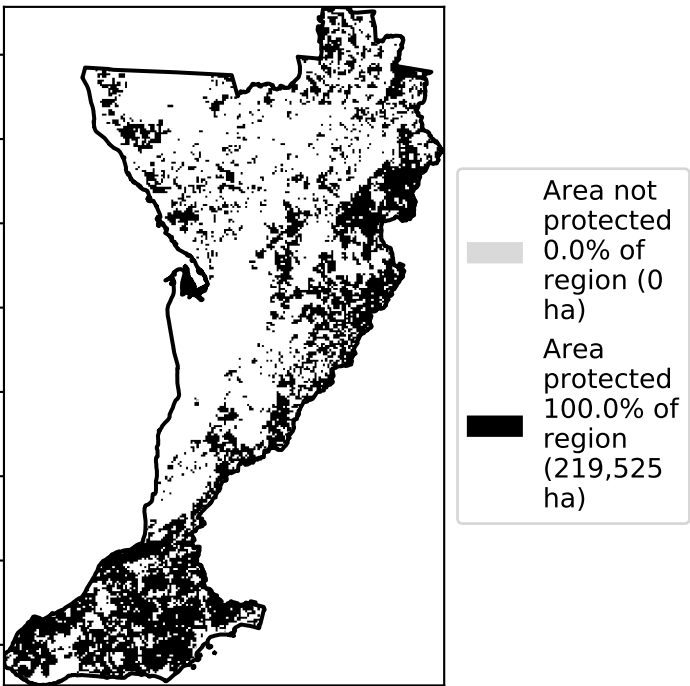 Area not
protected
0.0% of
region (0
ha)
Area
protected
100.0% of
region
(219,525
ha)